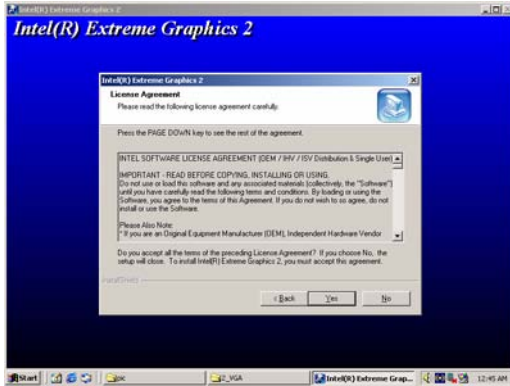 Intel(R) Extreme Graphics 2
Intel(R) Extreme Graphics 2
Intel(R) Extreme Graphics 2
License Agreement
Please read the following license agreement carefully.
Press the PAGE DOWN key to see the rest of the agreement.
INTEL SOFTWARE LICENSE AGREEMENT (OEM / IHV / ISV Distribution & Single User)
IMPORTANT - READ BEFORE COPYING, INSTALLING OR USING.
Do not use or load this software and any associated materials (collectively, the "Software")
until you have carefully read the following terms and conditions. By loading or using the
Software, you agree to the terms of this Agreement. If you do not wish to so agree, do not
install or use the Software.
Please Also Note:
* If you are an Original Equipment Manufacturer (OEM), Independent Hardware Vendor
Do you accept all the terms of the preceding License Agreement? If you choose No, the
setup will close. To install Intel(R) Extreme Graphics 2, you must accept this agreement.
InstallShield
< Back
Yes
No
Start
2_VGA
Intel(R) Extreme Grap...
12:45 AM